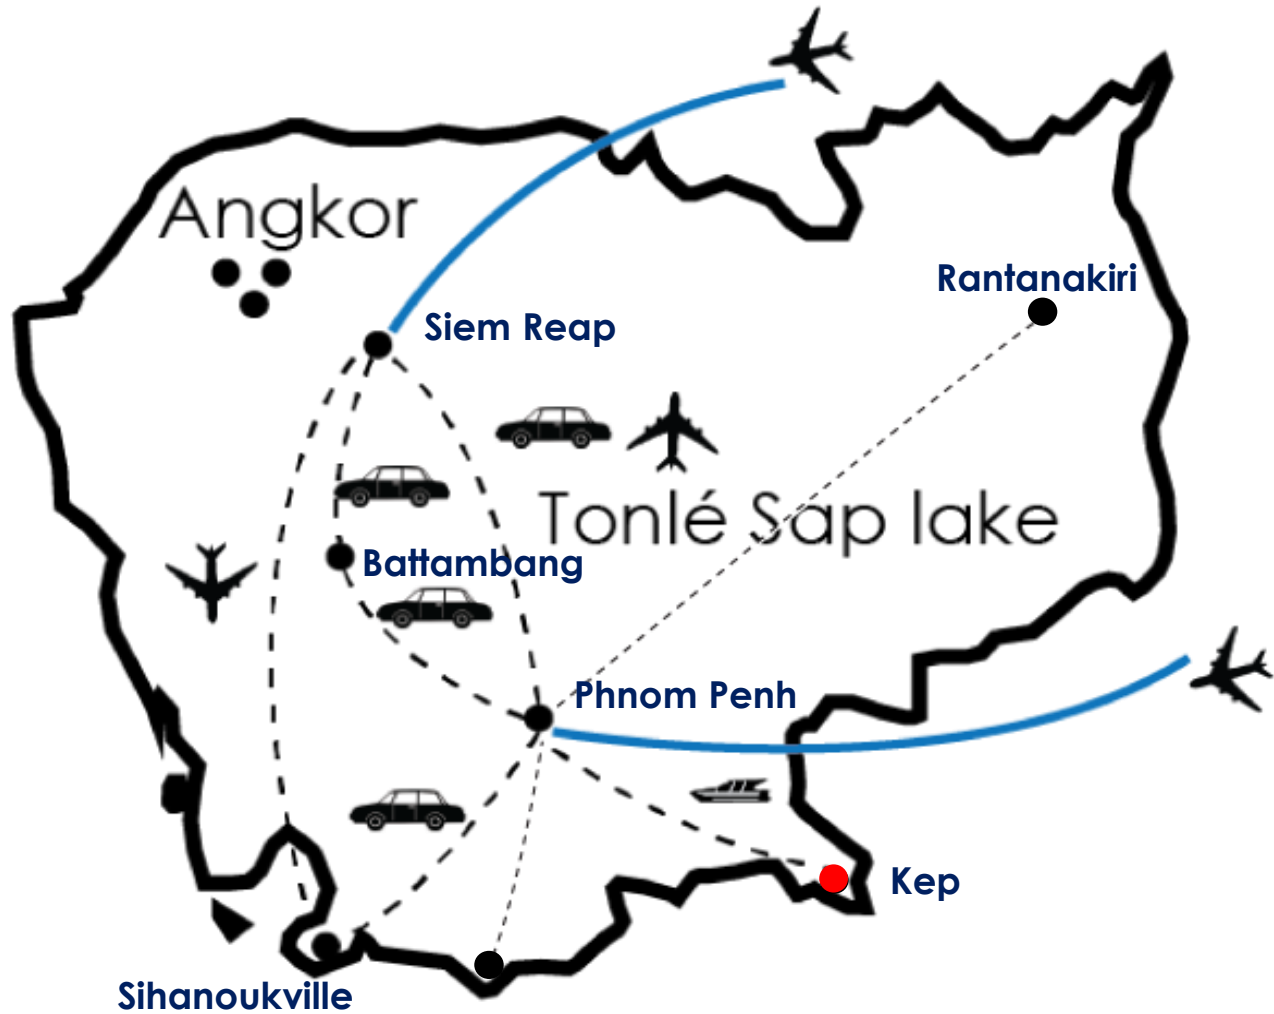 Angkor
Rantanakiri
Siem Reap
Tonlé Sap lake
Battambang
Phnom Penh
Kep
Sihanoukville